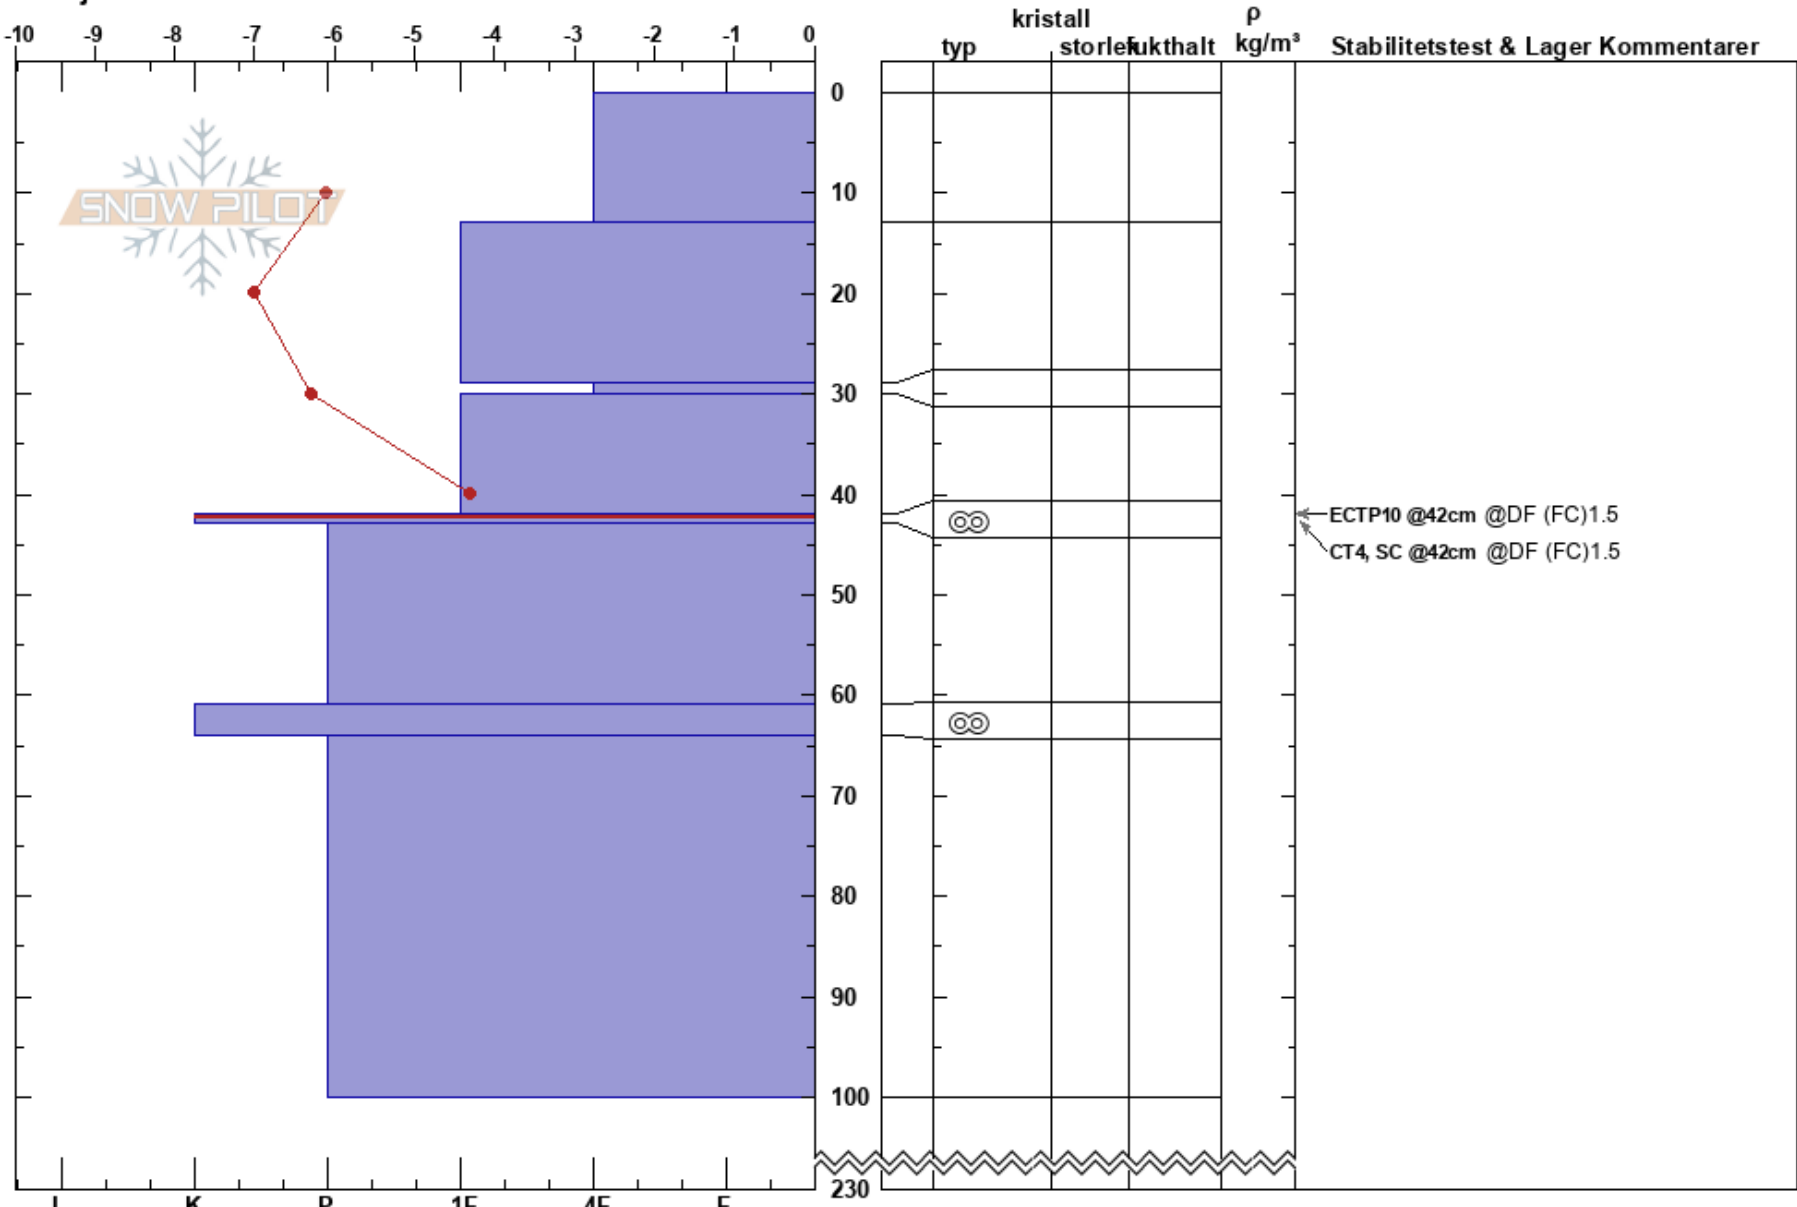 kristall ρ
-10 -9 -8 -7 -6 -5 -4 -3 -2 -1 0
typ storlek fukthalt kg/m³ Stabilitetstest & Lager Kommentarer
0
SNOW PILOT
10
20
30
40
ECTP10 @42cm @DF (FC)1.5
CT4, SC @42cm @DF (FC)1.5
50
60
70
80
90
100
230
I K P 1F 4F F